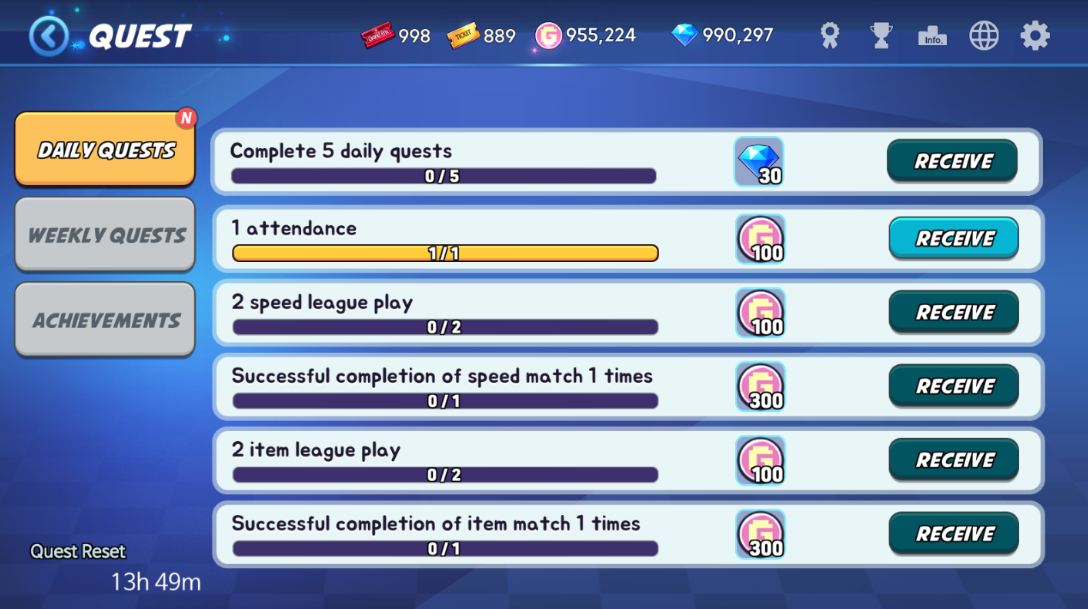 QUEST
998
TICKET
889
G
955,224
990,297
Info.
DAILY QUESTS
N
WEEKLY QUESTS
ACHIEVEMENTS
Complete 5 daily quests
0/5
30
RECEIVE
1 attendance
1/1
G
100
RECEIVE
2 speed league play
0/2
G
100
RECEIVE
Successful completion of speed match 1 times
0/1
G
300
RECEIVE
2 item league play
0/2
G
100
RECEIVE
Successful completion of item match 1 times
0/1
G
300
RECEIVE
Quest Reset
13h 49m